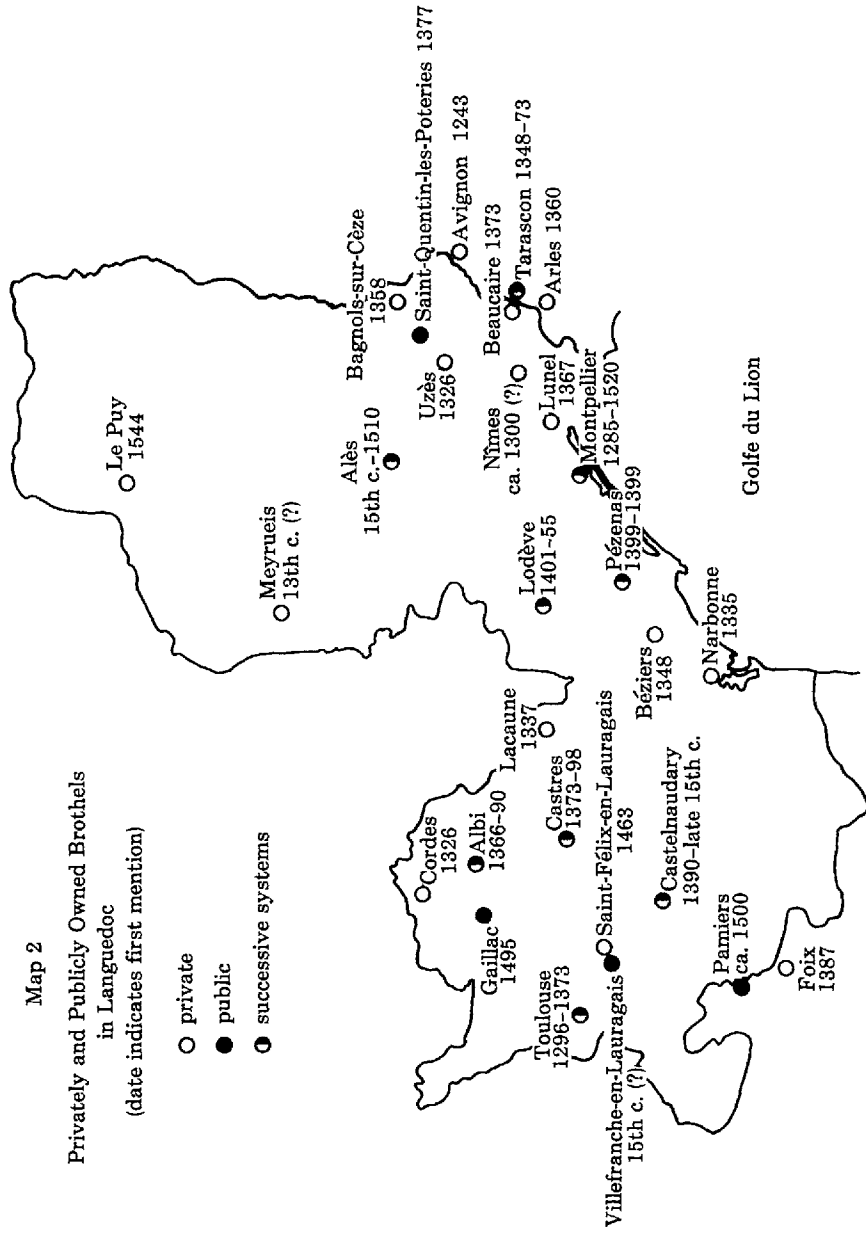 Map 2
Privately and Publicly Owned Brothels
in Languedoc
(date indicates first mention)
private
public
successive systems
Le Puy
1544
Meyrueis
13th c. (?)
Alès
15th c.–1510
Bagnols-sur-Cèze
1358
Saint-Quentin-les-Poteries 1377
Uzès
1326
Avignon 1243
Beaucaire 1373
Tarascon 1348–73
Arles 1360
Nîmes
ca. 1300 (?)
Lunel
1367
Montpellier
1285–1520
Lodève
1401–55
Pézenas
1399–1399
Béziers
1348
Narbonne
1335
Golfe du Lion
Cordes
1326
Albi
1366–90
Gaillac
1495
Lacaune
1337
Castres
1373–98
Toulouse
1296–1373
Saint-Félix-en-Lauragais
1463
Villefranche-en-Lauragais
15th c. (?)
Castelnaudary
1390–late 15th c.
Pamiers
ca. 1500
Foix
1387